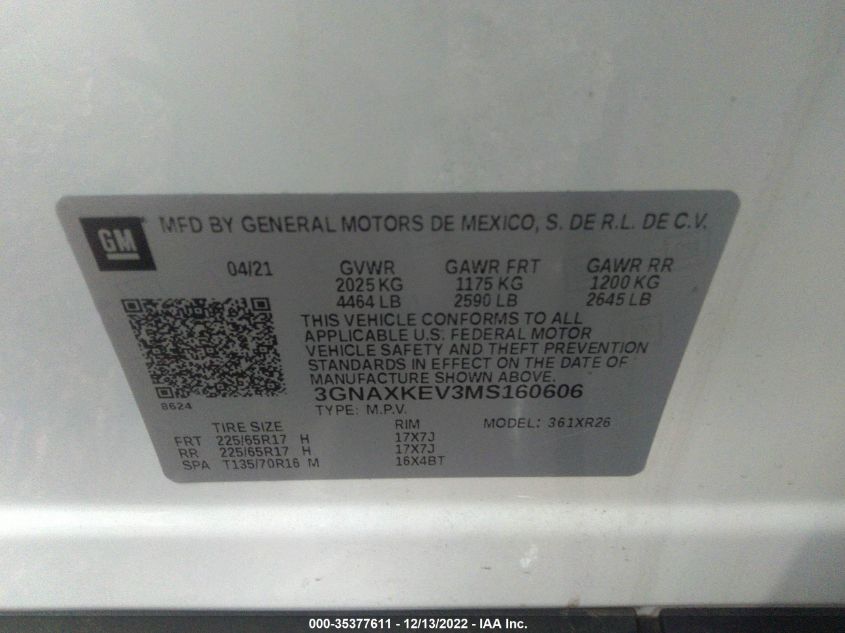 GM MFD BY GENERAL MOTORS DE MEXICO, S. DE R.L. DE C.V.
04/21 GVWR GAWR FRT GAWR RR
2025 KG 1175 KG 1200 KG
4464 LB 2590 LB 2645 LB
THIS VEHICLE CONFORMS TO ALL
APPLICABLE U.S. FEDERAL MOTOR
VEHICLE SAFETY AND THEFT PREVENTION
STANDARDS IN EFFECT ON THE DATE OF
MANUFACTURE SHOWN ABOVE.
3GNAXKEV3MS160606
8624
TYPE: M.P.V. MODEL: 361XR26
TIRE SIZE RIM
FRT 225/65R17 H 17X7J
RR 225/65R17 H 17X7J
SPA T135/70R16 M 16X4BT
000-35377611 - 12/13/2022 - IAA Inc.